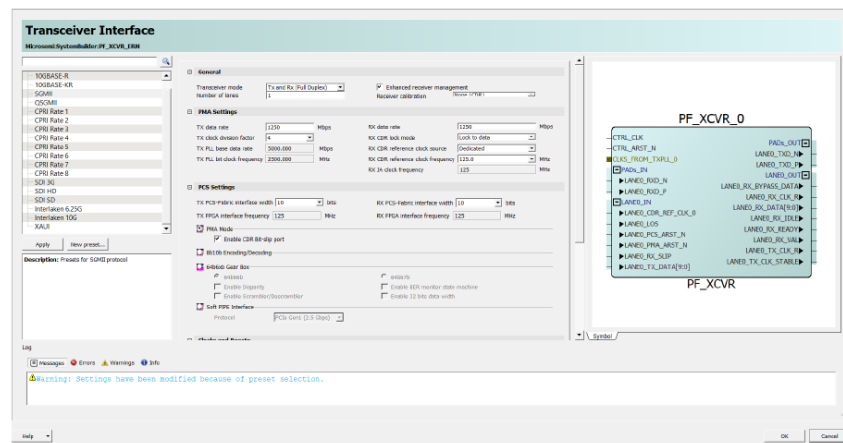 Transceiver Interface
Microsemi:SystemBuilder:PF_XCVR_ERM
10GBASE-R
10GBASE-KR
SGMII
QSGMII
CPRI Rate 1
CPRI Rate 2
CPRI Rate 3
CPRI Rate 4
CPRI Rate 5
CPRI Rate 6
CPRI Rate 7
CPRI Rate 8
SDI 3G
SDI HD
SDI SD
Interlaken 6.25G
Interlaken 10G
XAUI
Apply New preset...
Description: Presets for SGMII protocol
General
Transceiver mode Tx and Rx (Full Duplex) Enhanced receiver management
Number of lanes 1 Receiver calibration
PMA Settings
TX data rate 1250 Mbps RX data rate 1250 Mbps
TX clock division factor 4 RX CDR lock mode Lock to data
TX PLL base data rate 5000.000 Mbps RX CDR reference clock source Dedicated
TX PLL bit clock frequency 2500.000 MHz RX CDR reference clock frequency 125.0 MHz
RX JA clock frequency 125 MHz
PCS Settings
TX PCS-Fabric interface width 10 bits RX PCS-Fabric interface width 10 bits
TX FPGA interface frequency 125 MHz RX FPGA interface frequency 125 MHz
PMA Mode
Enable CDR Bit-slip port
8b10b Encoding/Decoding
64b6xb Gear Box
64b66b 64b67b
Enable Disparity Enable BER monitor state machine
Enable Scrambler/Descrambler Enable 32 bits data width
Soft PIPE Interface
Protocol PCIe Gen1 (2.5 Gbps)
Clocks and Resets
PF_XCVR_0
CTRL_CLK
CTRL_ARST_N
CLKS_FROM_TXPLL_0
PADs_IN
LANE0_RXD_N
LANE0_RXD_P
LANE0_IN
LANE0_CDR_REF_CLK_0
LANE0_LOS
LANE0_PCS_ARST_N
LANE0_PMA_ARST_N
LANE0_RX_SLIP
LANE0_TX_DATA[9:0]
PADs_OUT
LANE0_TXD_N
LANE0_TXD_P
LANE0_OUT
LANE0_RX_BYPASS_DATA
LANE0_RX_CLK_R
LANE0_RX_DATA[9:0]
LANE0_RX_IDLE
LANE0_RX_READY
LANE0_RX_VAL
LANE0_TX_CLK_R
LANE0_TX_CLK_STABLE
PF_XCVR
Symbol
Log
Messages Errors Warnings Info
Warning: Settings have been modified because of preset selection.
Help OK Cancel